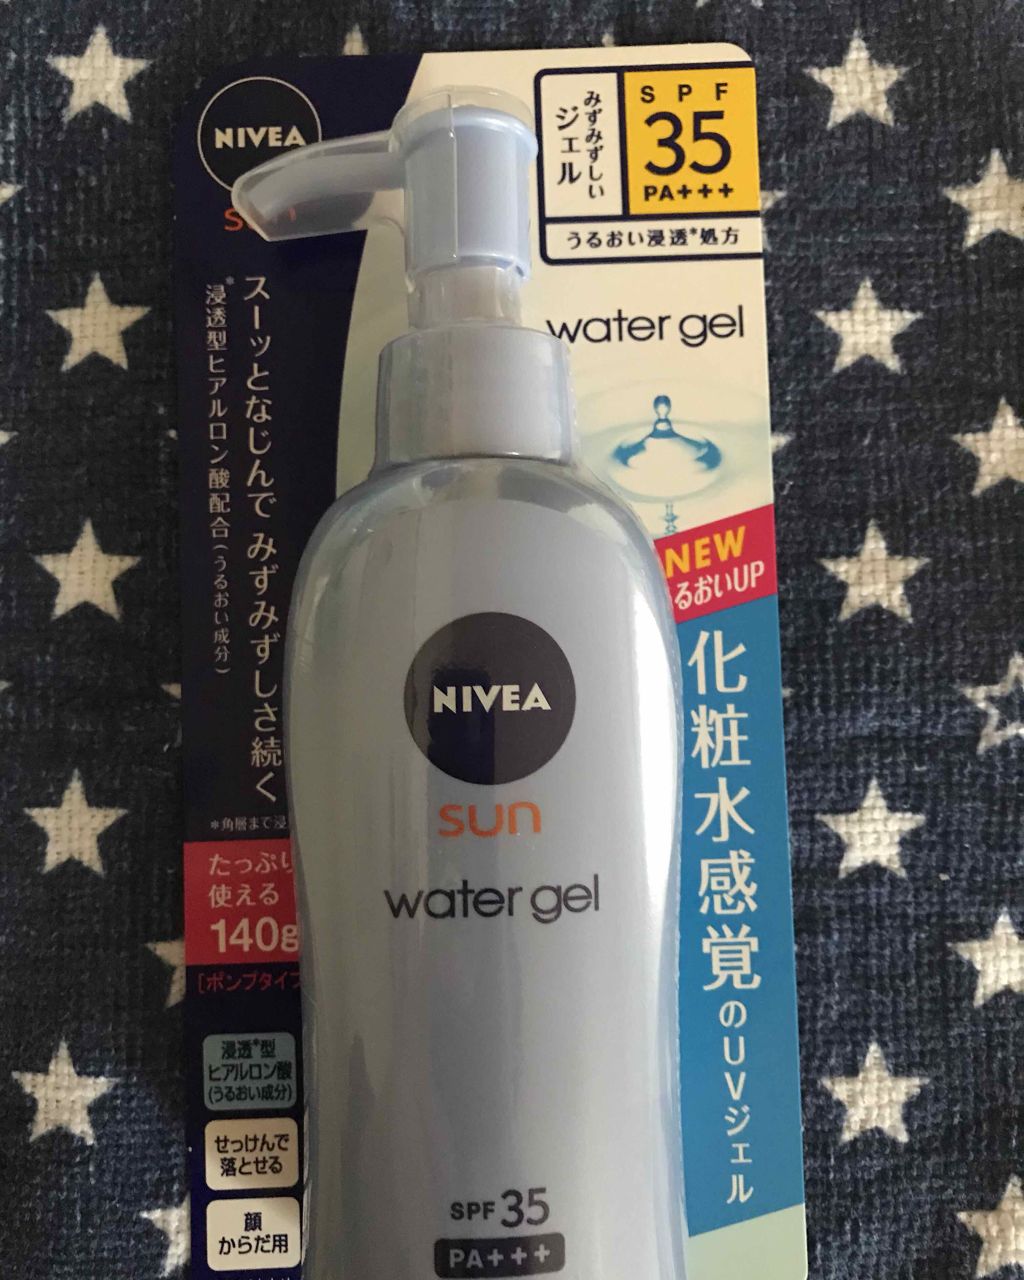 NIVEA
みずみずしい
ジェル
SPF
35
PA+++
うるおい浸透*処方
water gel
スーッとなじんで みずみずしさ続く
*浸透型ヒアルロン酸配合(うるおい成分)
*角層まで浸
NEW
るおいUP
化粧水感覚のUVジェル
たっぷり
使える
140g
[ポンプタイプ
浸透*型
ヒアルロン酸
(うるおい成分)
せっけんで
落とせる
顔
からだ用
NIVEA
sun
water gel
SPF35
PA+++